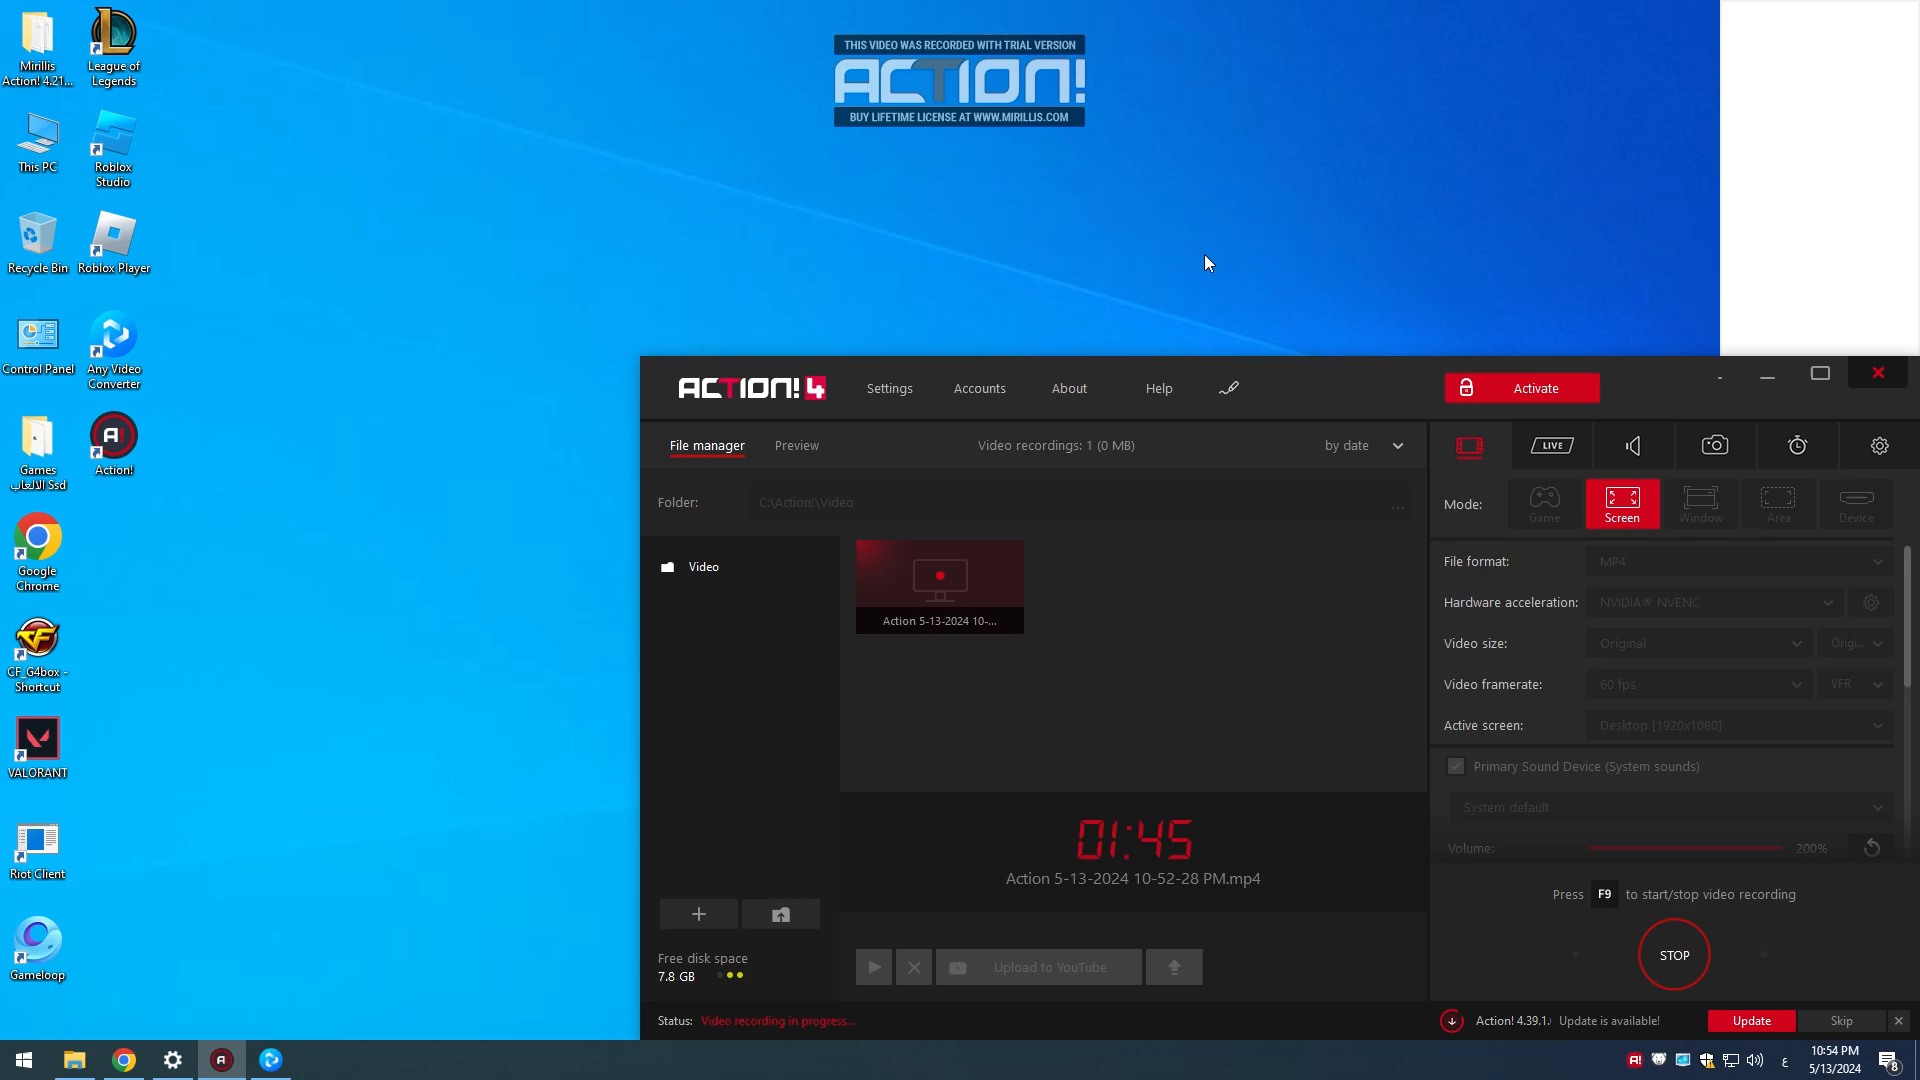 Mirillis
Action! 4.21...
League of
Legends
This PC
Roblox
Studio
Recycle Bin
Roblox Player
Control Panel
Any Video
Converter
Games
الالعاب Ssd
Action!
Google
Chrome
CF_G4box -
Shortcut
VALORANT
Riot Client
Gameloop
THIS VIDEO WAS RECORDED WITH TRIAL VERSION
ACTION!
BUY LIFETIME LICENSE AT WWW.MIRILLIS.COM
ACTION! 4
Settings
Accounts
About
Help
Activate
File manager
Preview
Video recordings: 1 (0 MB)
by date
LIVE
Folder:
C:\Action!\Video
...
Mode:
Game
Screen
Window
Area
Device
Video
Action 5-13-2024 10-...
File format:
MP4
Hardware acceleration:
NVIDIA® NVENC
Video size:
Original
Origi...
Video framerate:
60 fps
VFR
Active screen:
Desktop [1920x1080]
Primary Sound Device (System sounds)
System default
Volume:
200%
01:45
Action 5-13-2024 10-52-28 PM.mp4
Press F9 to start/stop video recording
STOP
Free disk space
7.8 GB
Upload to YouTube
Status: Video recording in progress...
Action! 4.39.1.
Update is available!
Update
Skip
A!
ع
10:54 PM
5/13/2024
8